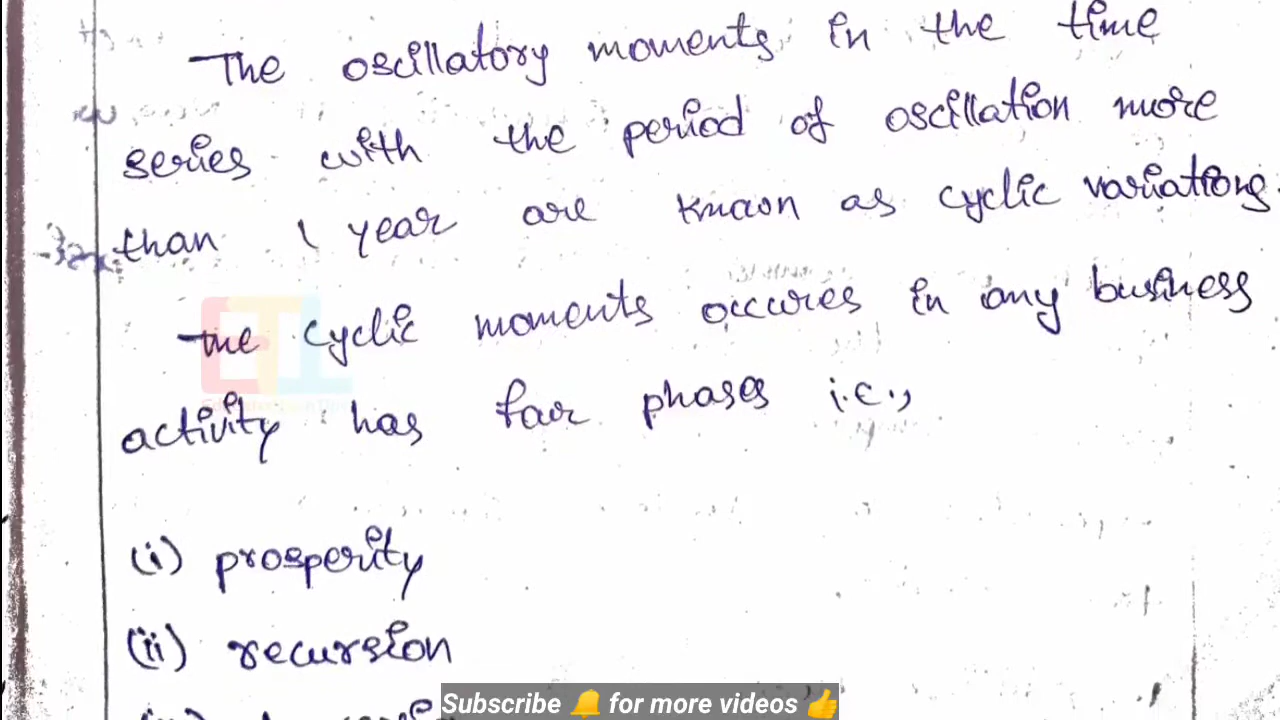 The oscillatory moments in the time
series with the period of oscillation more
than 1 year are known as cyclic variations.
The cyclic moments occures in any business
activity has four phases i.e.,
(i) prosperity
(ii) recursion
Subscribe 🔔 for more videos 👍